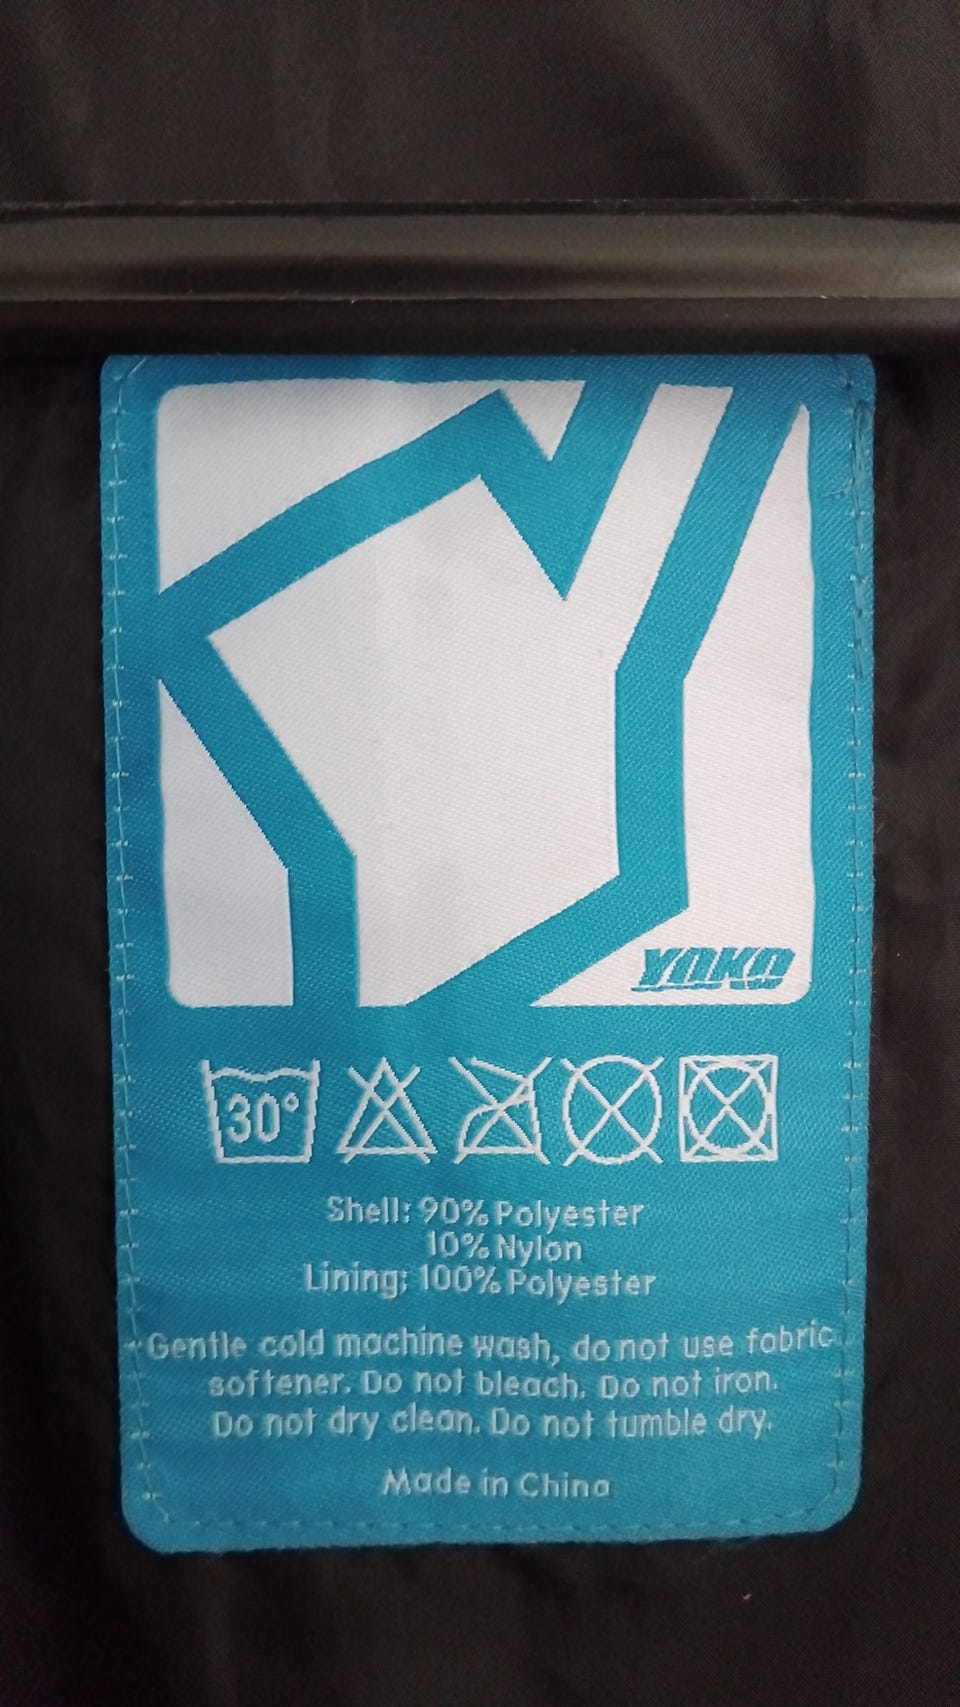 YOKO
30°
Shell: 90% Polyester
10% Nylon
Lining: 100% Polyester
Gentle cold machine wash, do not use fabric
softener. Do not bleach. Do not iron.
Do not dry clean. Do not tumble dry.
Made in China